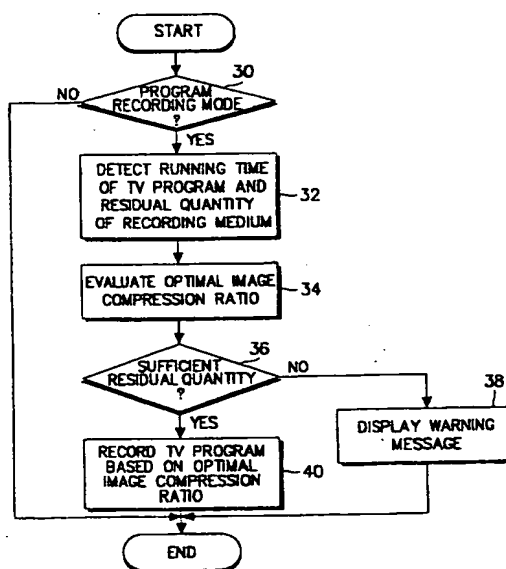 START
30
NO
PROGRAM
RECORDING MODE
?
YES
DETECT RUNNING TIME
OF TV PROGRAM AND
RESIDUAL QUANTITY
OF RECORDING MEDIUM
32
EVALUATE OPTIMAL IMAGE
COMPRESSION RATIO
34
36
SUFFICIENT
RESIDUAL QUANTITY
?
NO
YES
38
DISPLAY WARNING
MESSAGE
RECORD TV PROGRAM
BASED ON OPTIMAL
IMAGE COMPRESSION
RATIO
40
END